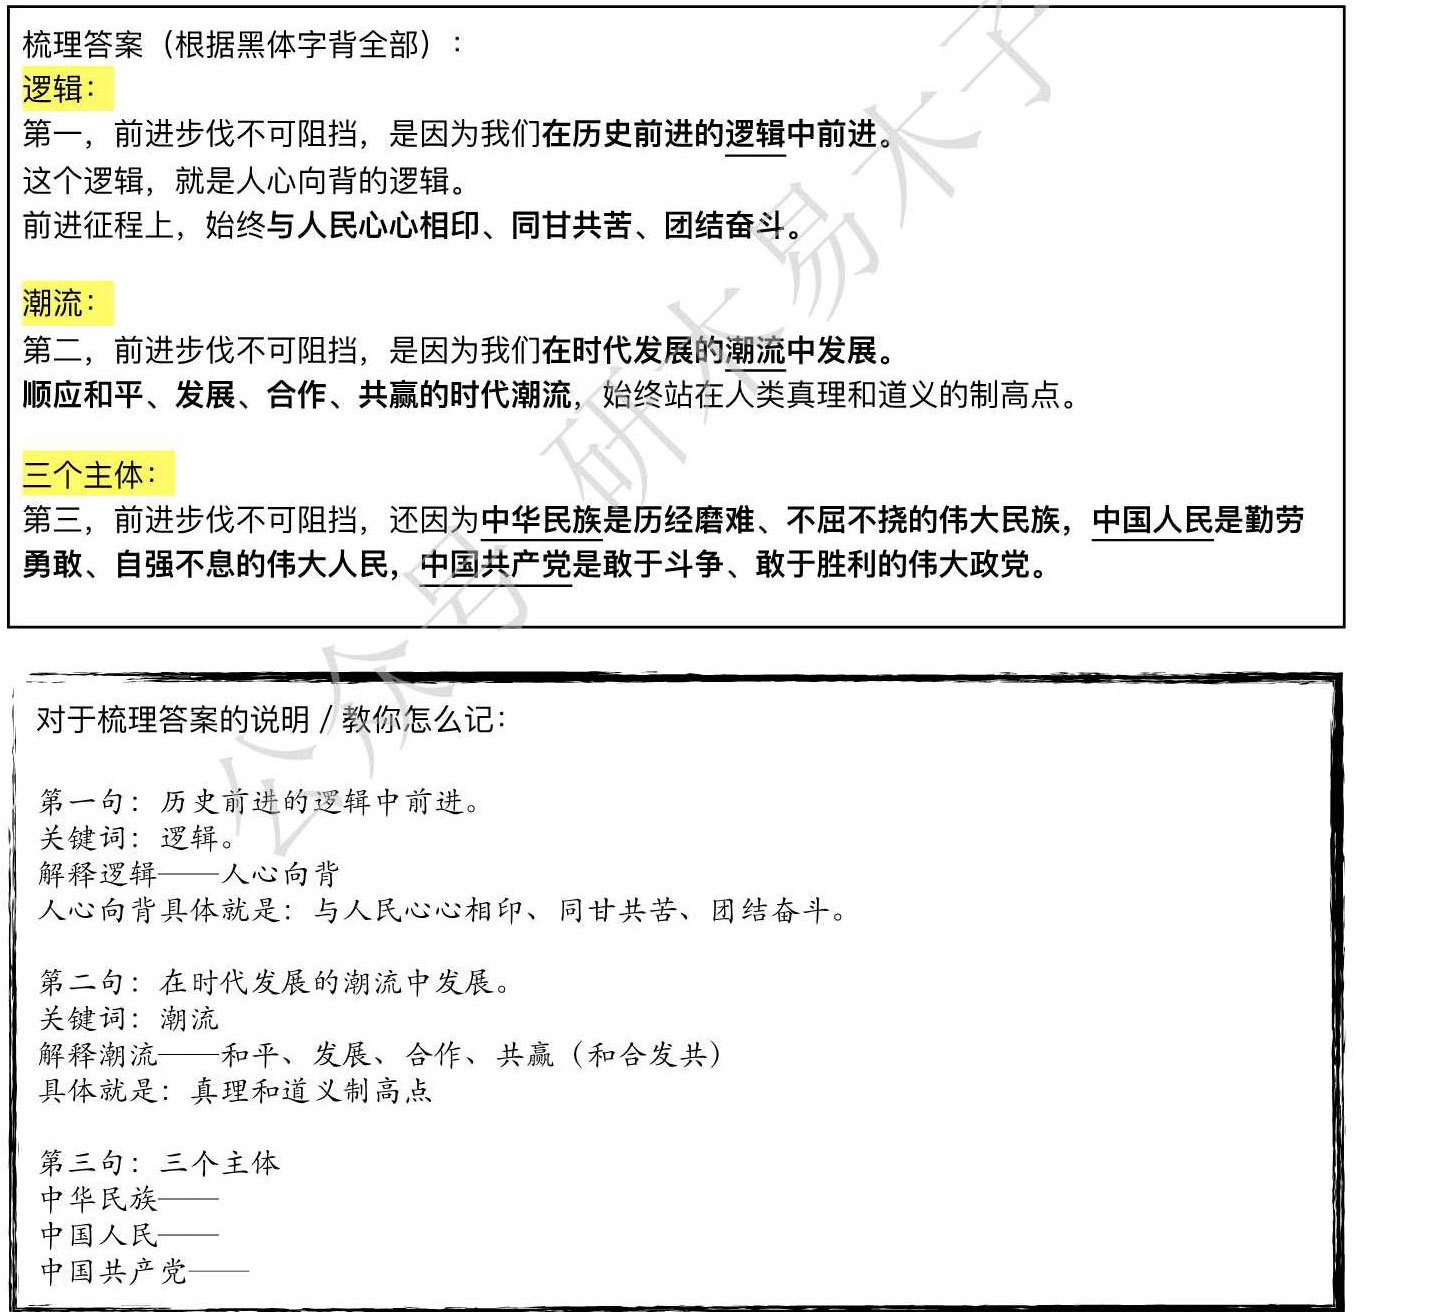 梳理答案（根据黑体字背全部）：
逻辑：
第一，前进步伐不可阻挡，是因为我们在历史前进的逻辑中前进。
这个逻辑，就是人心向背的逻辑。
前进征程上，始终与人民心心相印、同甘共苦、团结奋斗。
潮流：
第二，前进步伐不可阻挡，是因为我们在时代发展的潮流中发展。
顺应和平、发展、合作、共赢的时代潮流，始终站在人类真理和道义的制高点。
三个主体：
第三，前进步伐不可阻挡，还因为中华民族是历经磨难、不屈不挠的伟大民族，中国人民是勤劳
勇敢、自强不息的伟大人民，中国共产党是敢于斗争、敢于胜利的伟大政党。
对于梳理答案的说明 / 教你怎么记：
第一句：历史前进的逻辑中前进。
关键词：逻辑。
解释逻辑——人心向背
人心向背具体就是：与人民心心相印、同甘共苦、团结奋斗。
第二句：在时代发展的潮流中发展。
关键词：潮流
解释潮流——和平、发展、合作、共赢（和合发共）
具体就是：真理和道义制高点
第三句：三个主体
中华民族——
中国人民——
中国共产党——
公众号 研木易木子